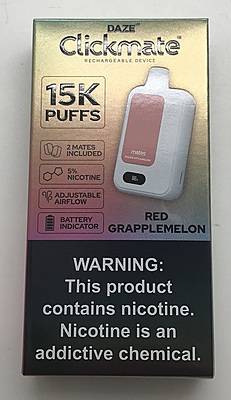 DAZE
Clickmate
RECHARGEABLE DEVICE
15K
PUFFS
2 MATES
INCLUDED
5%
NICOTINE
ADJUSTABLE
AIRFLOW
BATTERY
INDICATOR
mates
RED
GRAPPLEMELON
WARNING:
This product
contains nicotine.
Nicotine is an
addictive chemical.